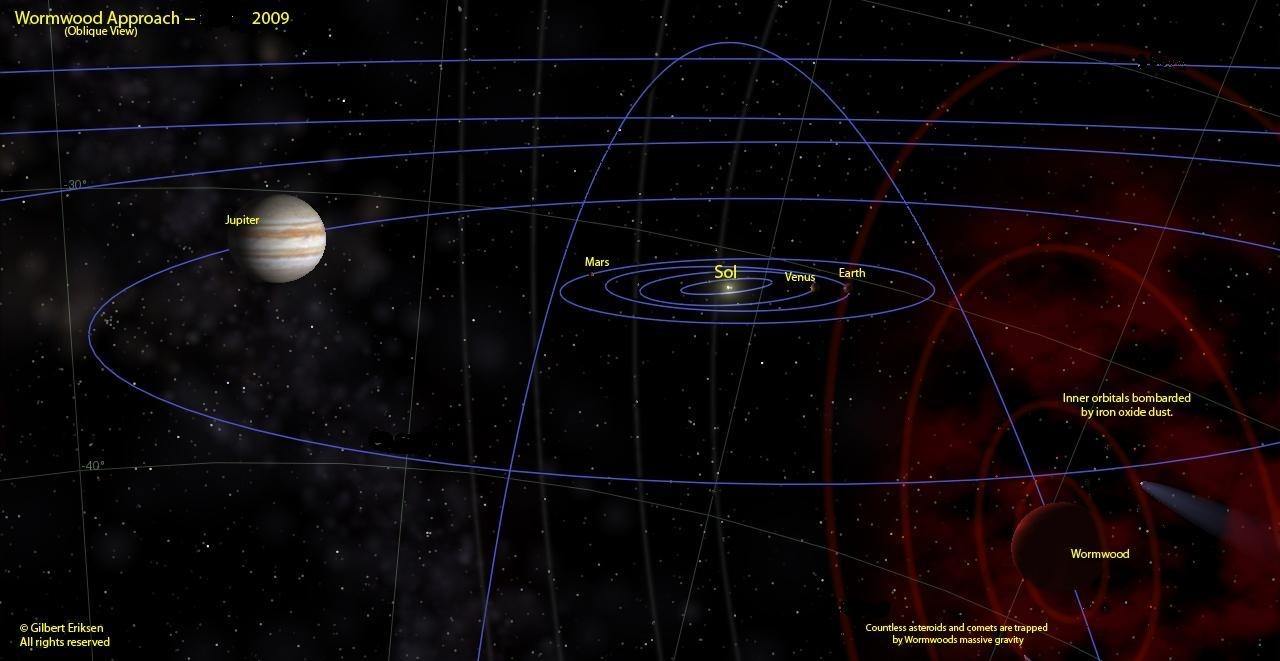 Wormwood Approach -- 2009
(Oblique View)
-30°
Jupiter
Mars
Sol
Venus
Earth
Inner orbitals bombarded
by iron oxide dust.
-40°
Wormwood
© Gilbert Eriksen
All rights reserved
Countless asteroids and comets are trapped
by Wormwoods massive gravity